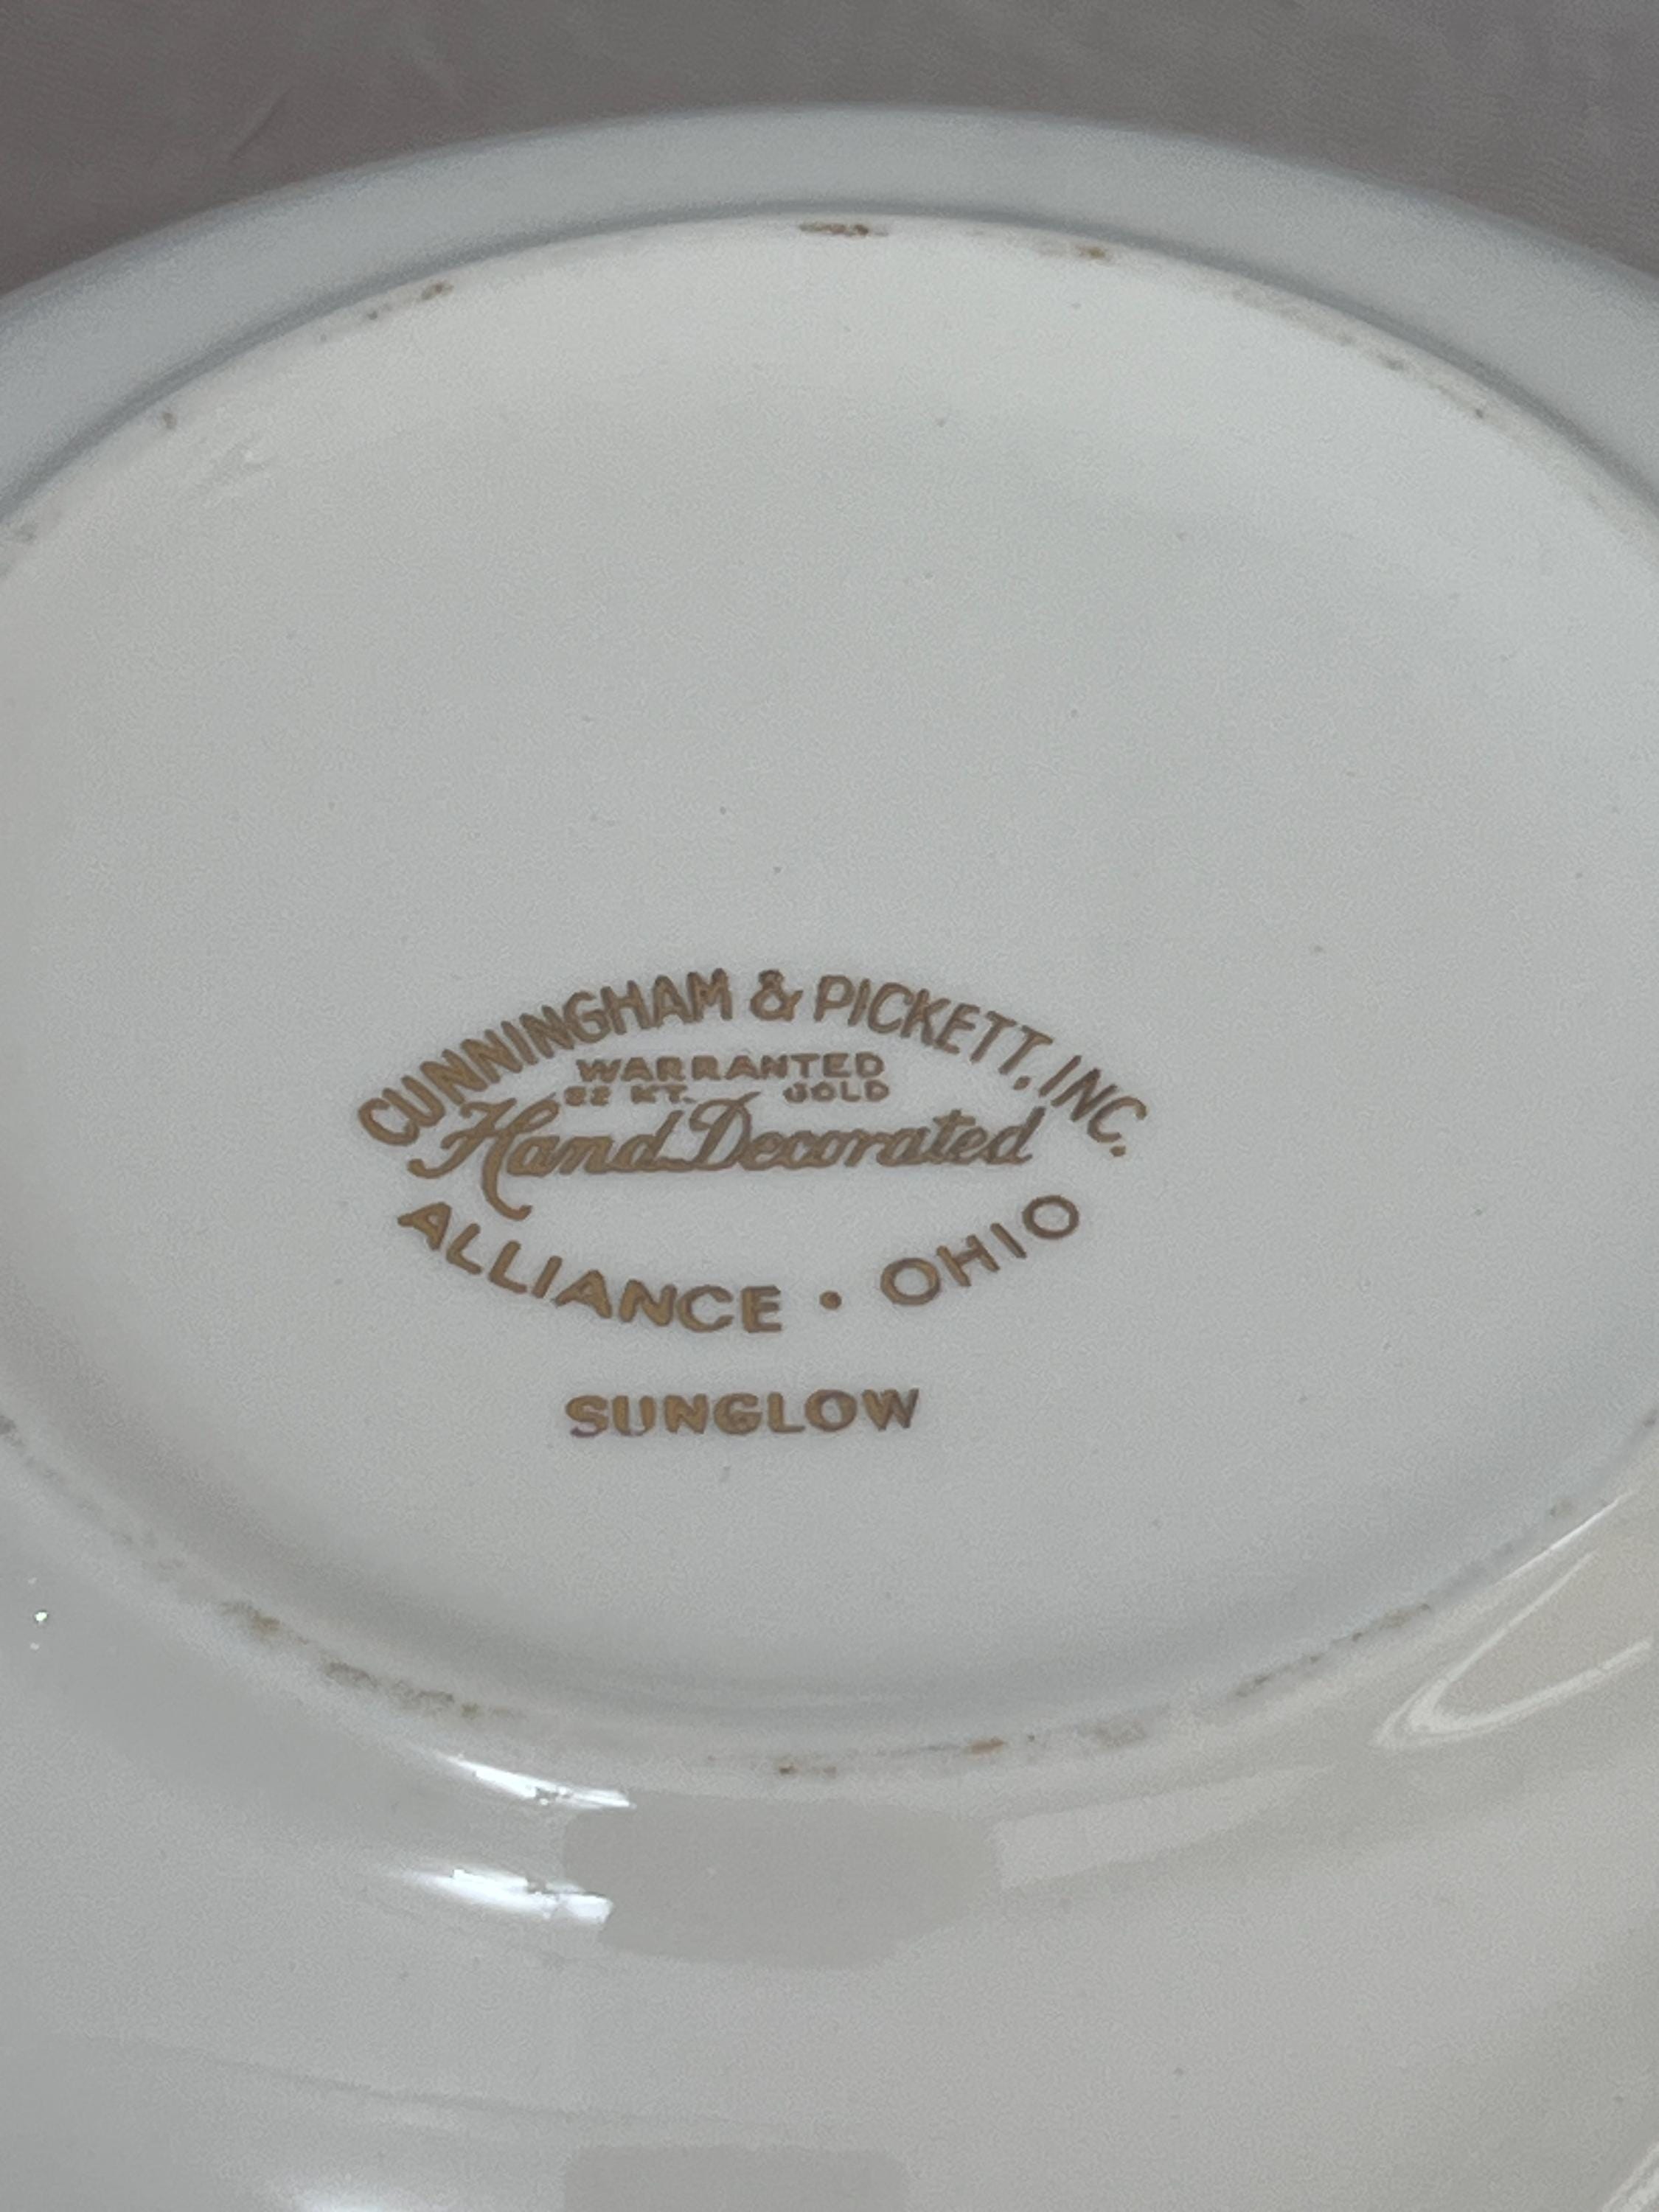 CUNNINGHAM & PICKETT, INC.
WARRANTED
22 KT. GOLD
Hand Decorated
ALLIANCE • OHIO
SUNGLOW